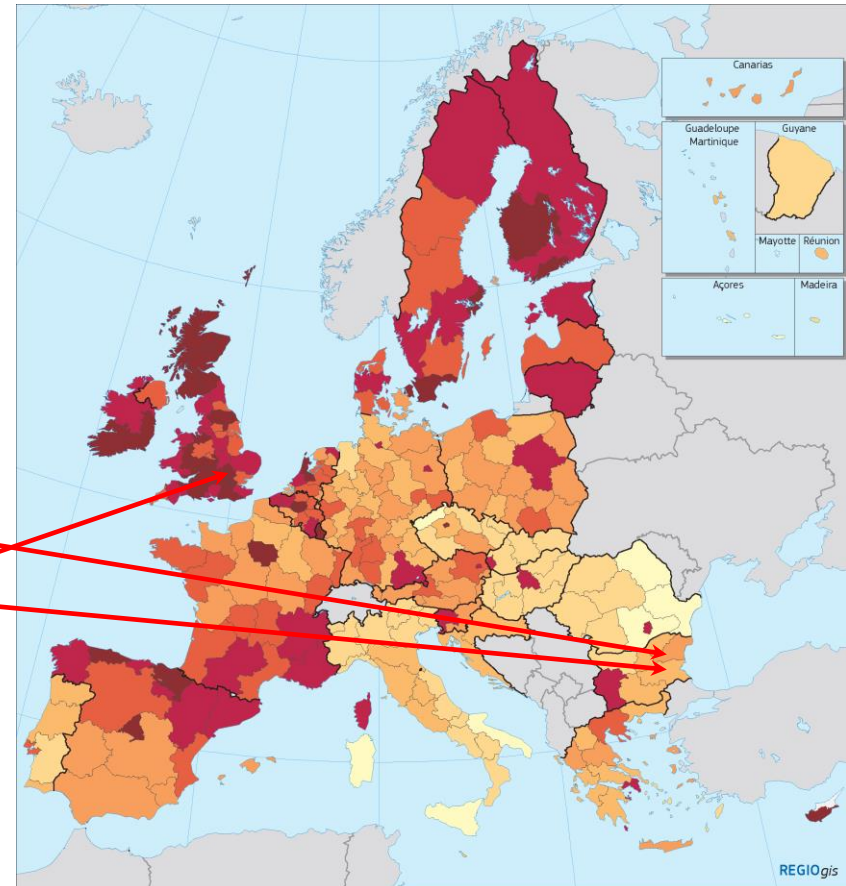 Canarias
Guadeloupe
Martinique
Guyane
Mayotte
Réunion
Açores
Madeira
REGIOgis